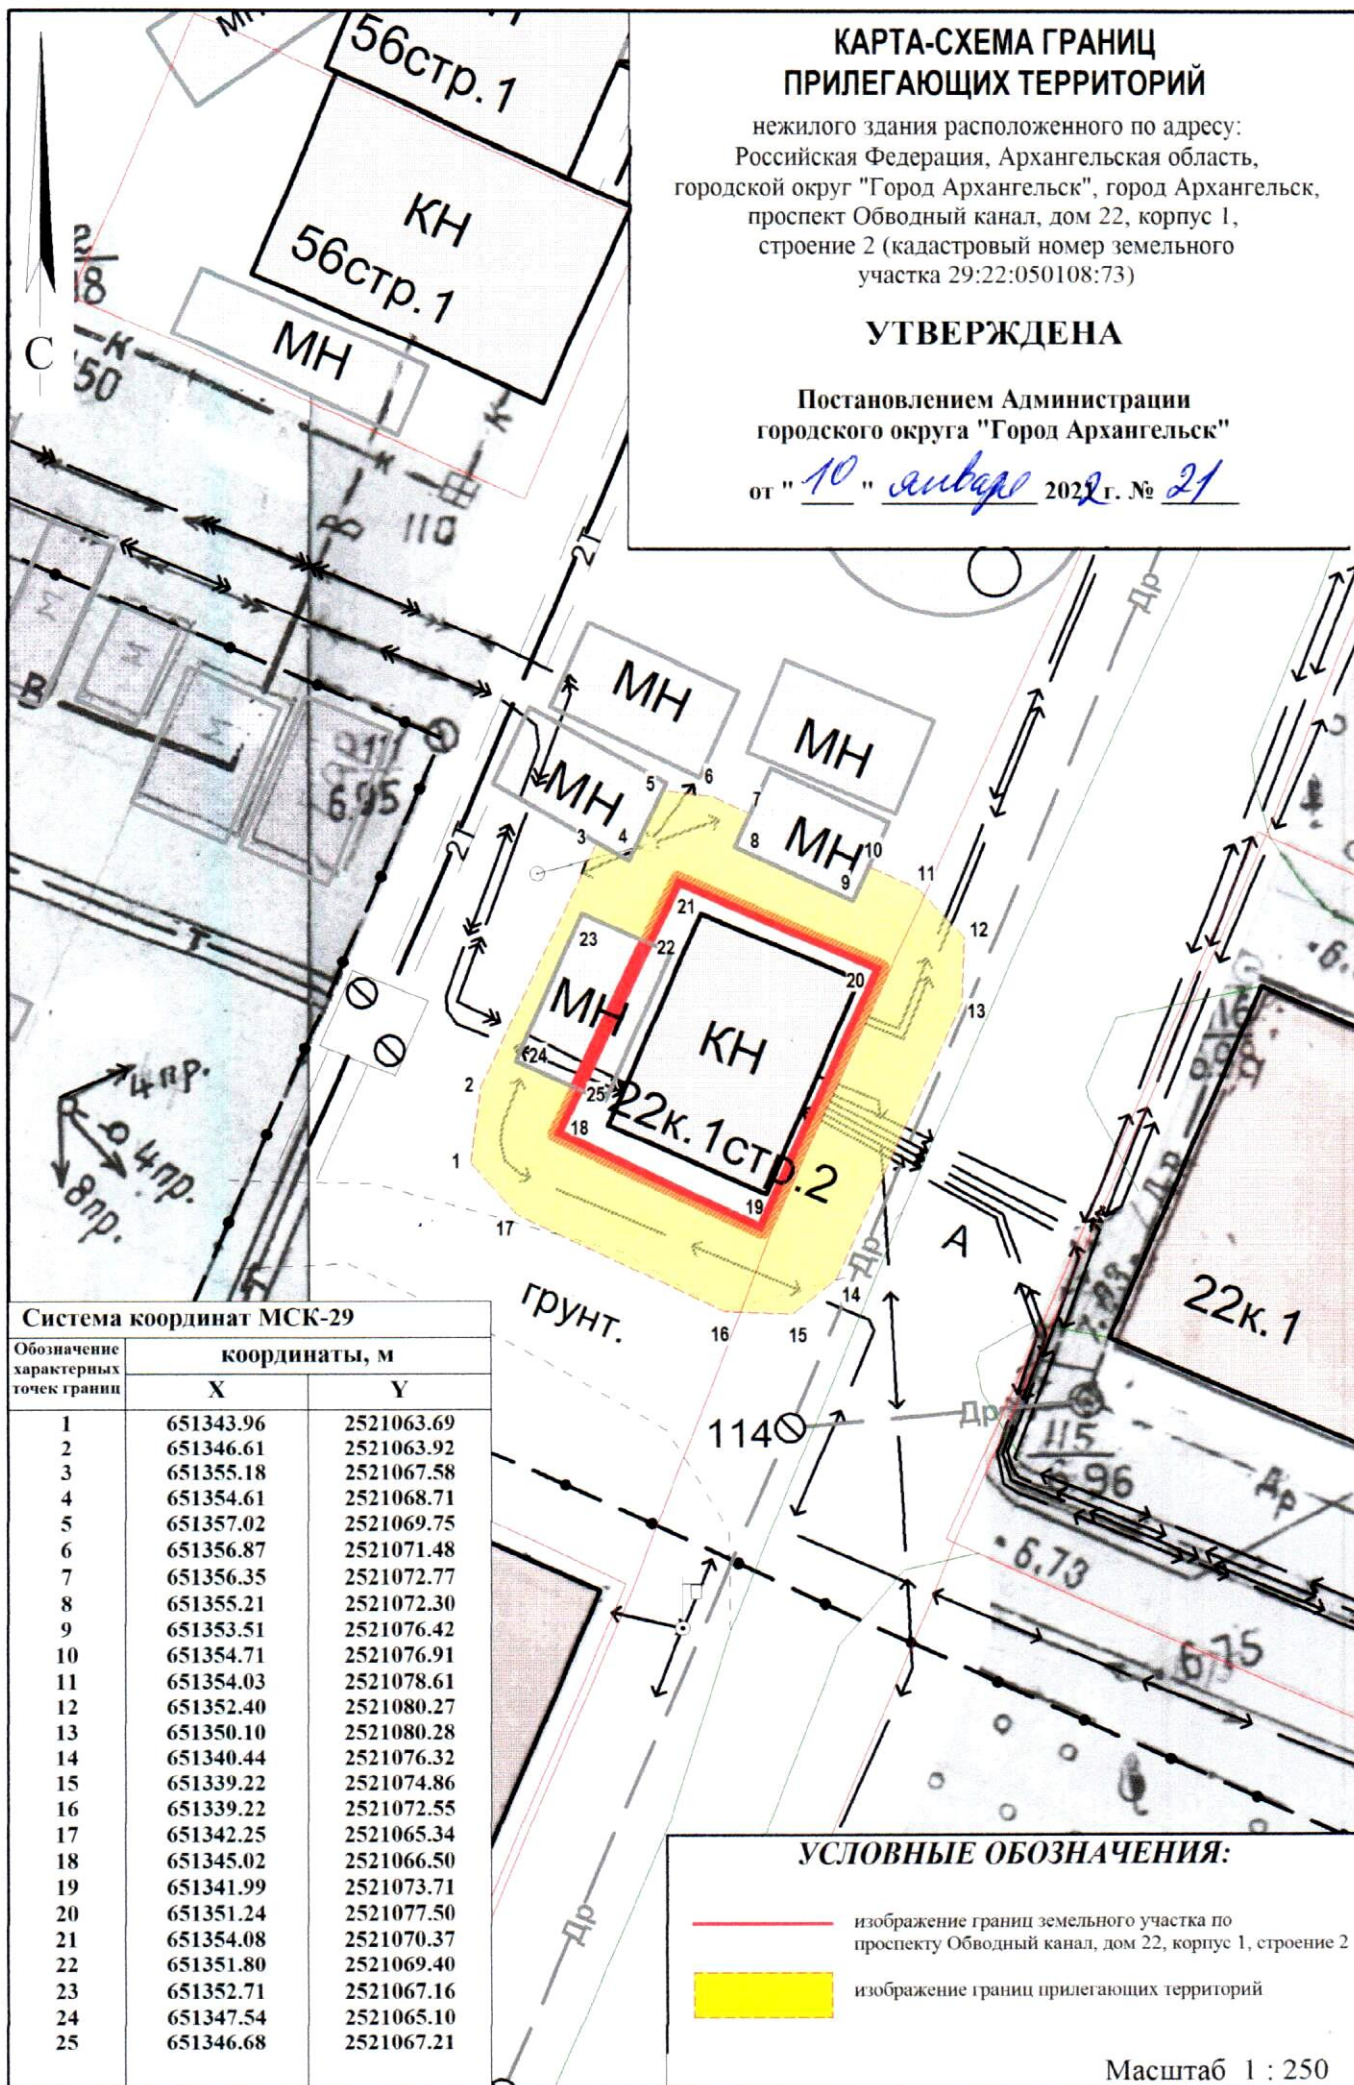 КАРТА-СХЕМА ГРАНИЦ
ПРИЛЕГАЮЩИХ ТЕРРИТОРИЙ
нежилого здания расположенного по адресу:
Российская Федерация, Архангельская область,
городской округ "Город Архангельск", город Архангельск,
проспект Обводный канал, дом 22, корпус 1,
строение 2 (кадастровый номер земельного
участка 29:22:050108:73)
УТВЕРЖДЕНА
Постановлением Администрации
городского округа "Город Архангельск"
от " 10 " января 2022 г. № 21
56стр.1
КН
56стр.1
МН
С
50
К
К
К
В
110
2Т
Др
МН
МН
МН
МН
М
М
М
В
6.95
2Т
5
6
7
3
4
8
9
10
11
12
13
21
20
23
22
МН
КН
24
25
22к.1стр.2
18
19
2
1
17
16
15
14
Т
4пр.
4пр.
8пр.
Т
грунт.
Др
А
22к.1
114
Др
115
6.96
Др
6.73
6.75
Др
Система координат МСК-29
Обозначение характерных точек границ
координаты, м
X Y
1 651343.96 2521063.69
2 651346.61 2521063.92
3 651355.18 2521067.58
4 651354.61 2521068.71
5 651357.02 2521069.75
6 651356.87 2521071.48
7 651356.35 2521072.77
8 651355.21 2521072.30
9 651353.51 2521076.42
10 651354.71 2521076.91
11 651354.03 2521078.61
12 651352.40 2521080.27
13 651350.10 2521080.28
14 651340.44 2521076.32
15 651339.22 2521074.86
16 651339.22 2521072.55
17 651342.25 2521065.34
18 651345.02 2521066.50
19 651341.99 2521073.71
20 651351.24 2521077.50
21 651354.08 2521070.37
22 651351.80 2521069.40
23 651352.71 2521067.16
24 651347.54 2521065.10
25 651346.68 2521067.21
УСЛОВНЫЕ ОБОЗНАЧЕНИЯ:
изображение границ земельного участка по
проспекту Обводный канал, дом 22, корпус 1, строение 2
изображение границ прилегающих территорий
Масштаб 1 : 250